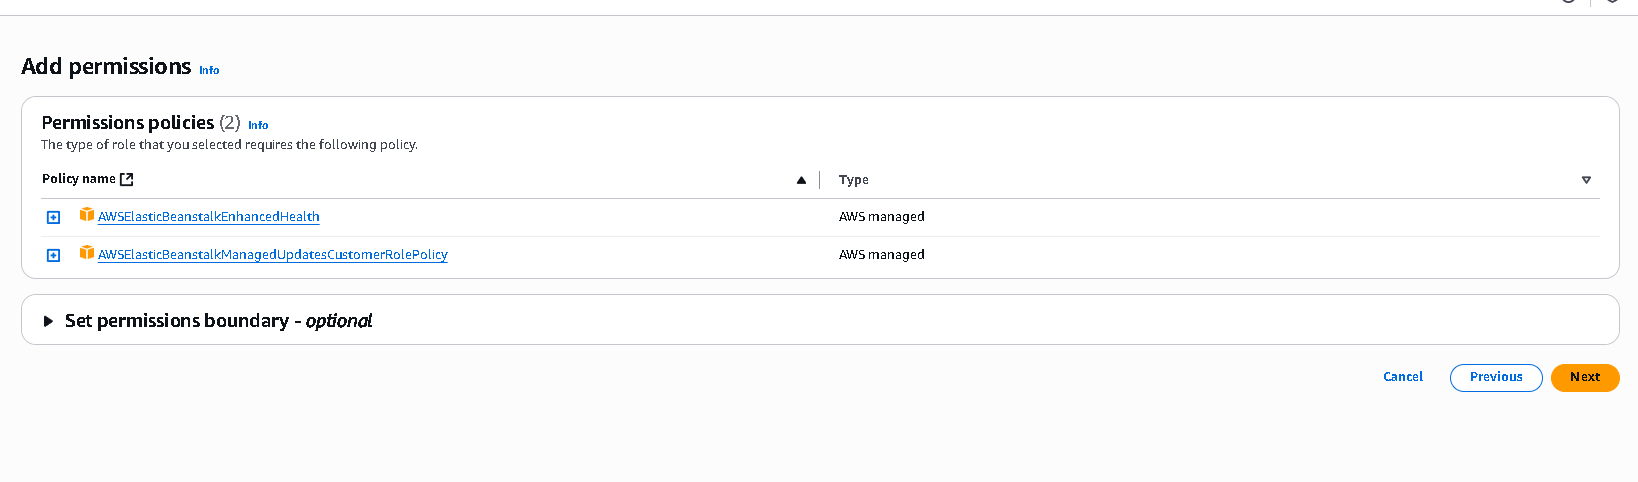 Add permissions Info
Permissions policies (2) Info
The type of role that you selected requires the following policy.
Policy name Type
AWSElasticBeanstalkEnhancedHealth AWS managed
AWSElasticBeanstalkManagedUpdatesCustomerRolePolicy AWS managed
Set permissions boundary - optional
Cancel Previous Next